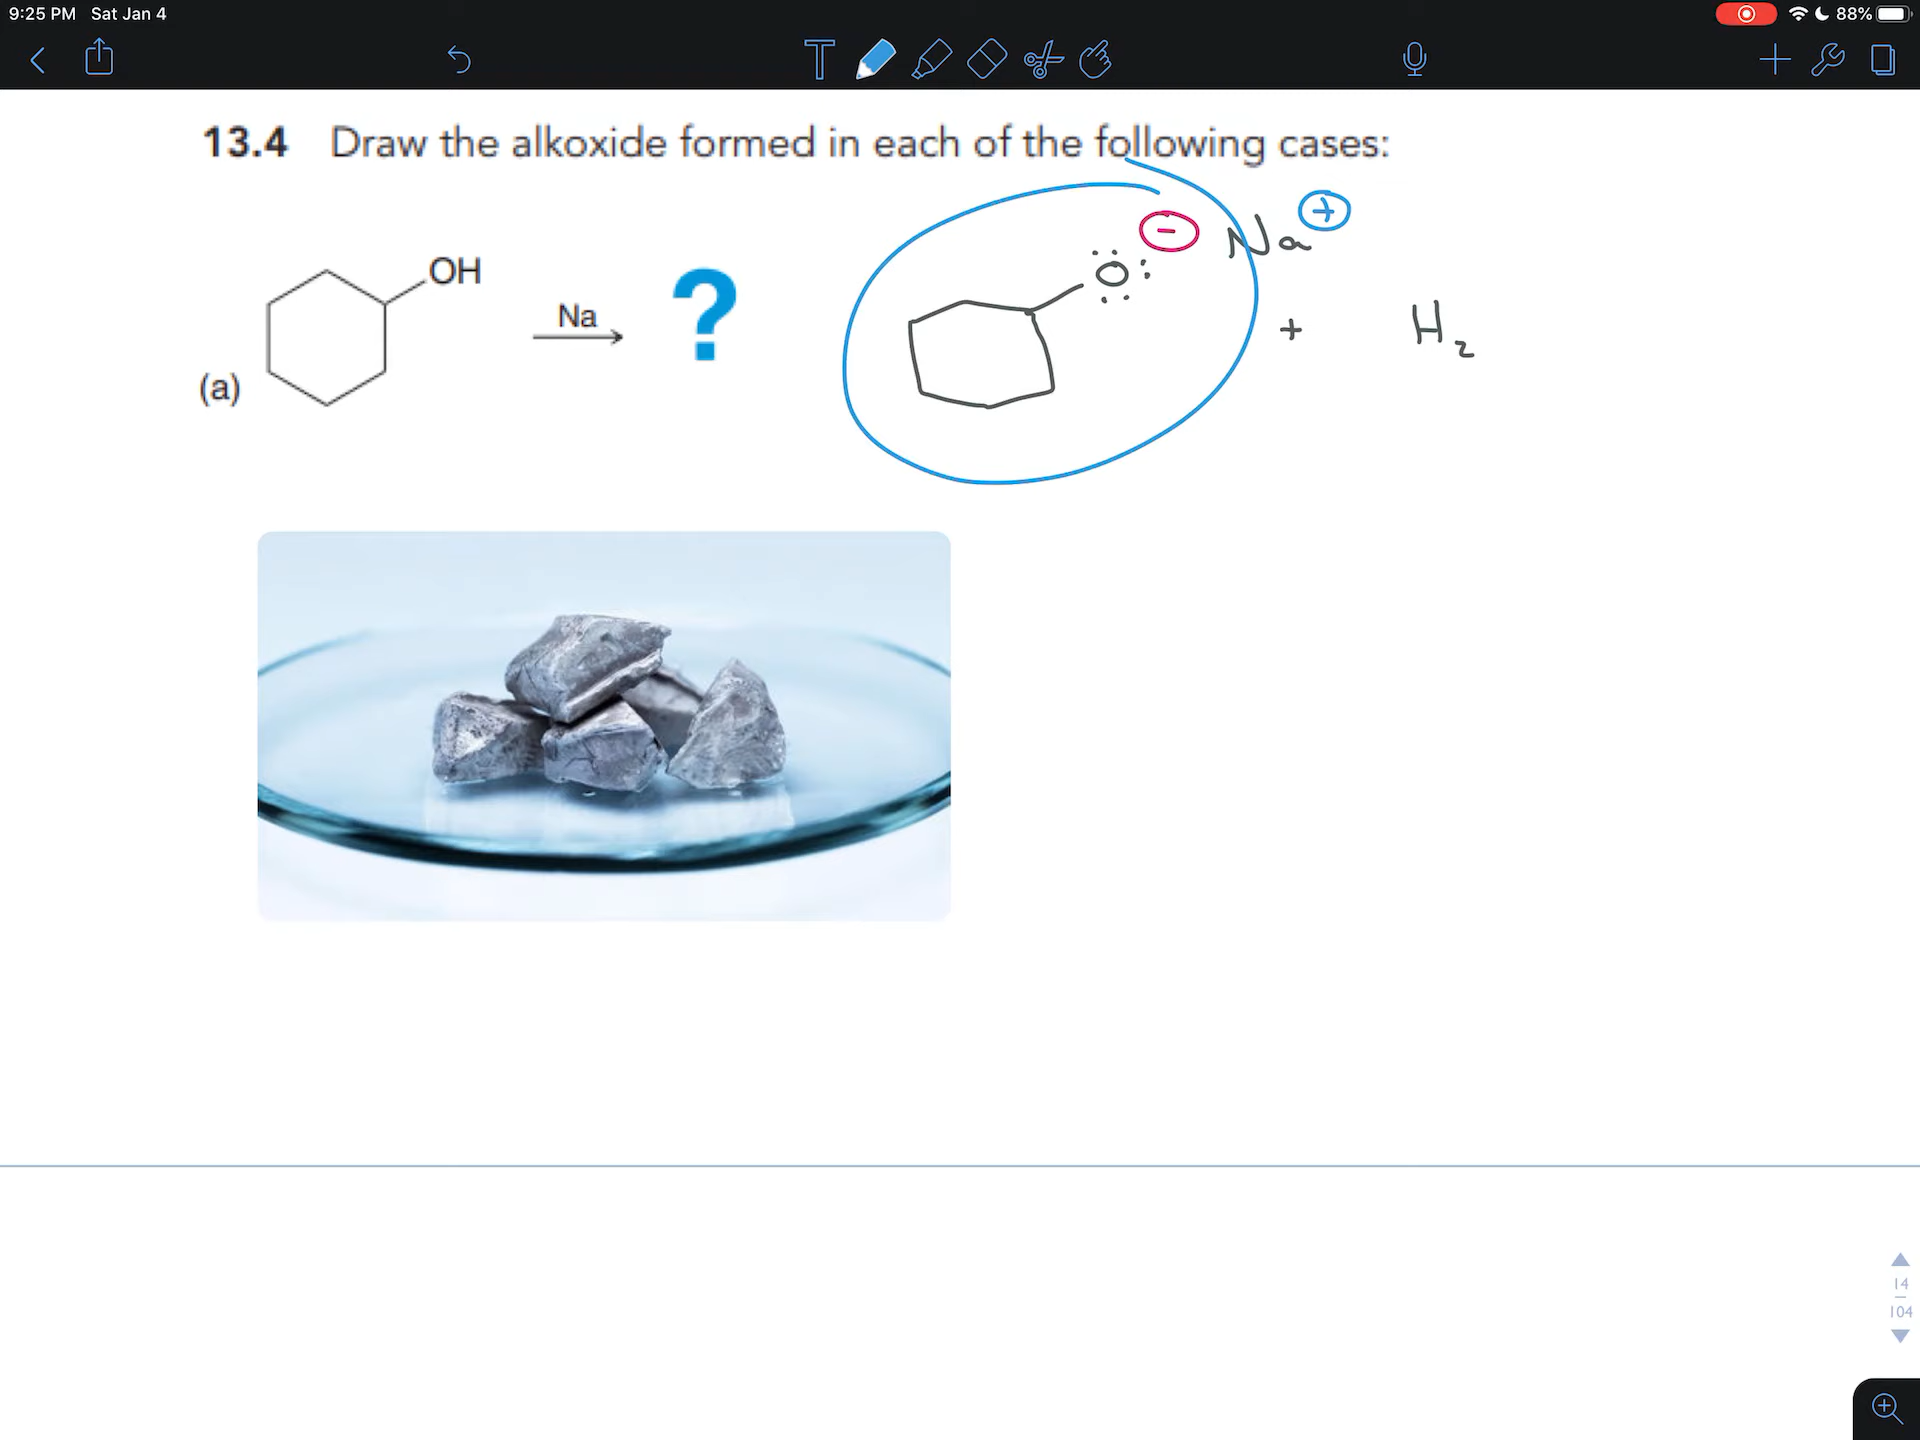 9:25 PM Sat Jan 4
88%
13.4 Draw the alkoxide formed in each of the following cases:
OH
Na
?
(a)
O
-
Na
+
+ H2
14
104